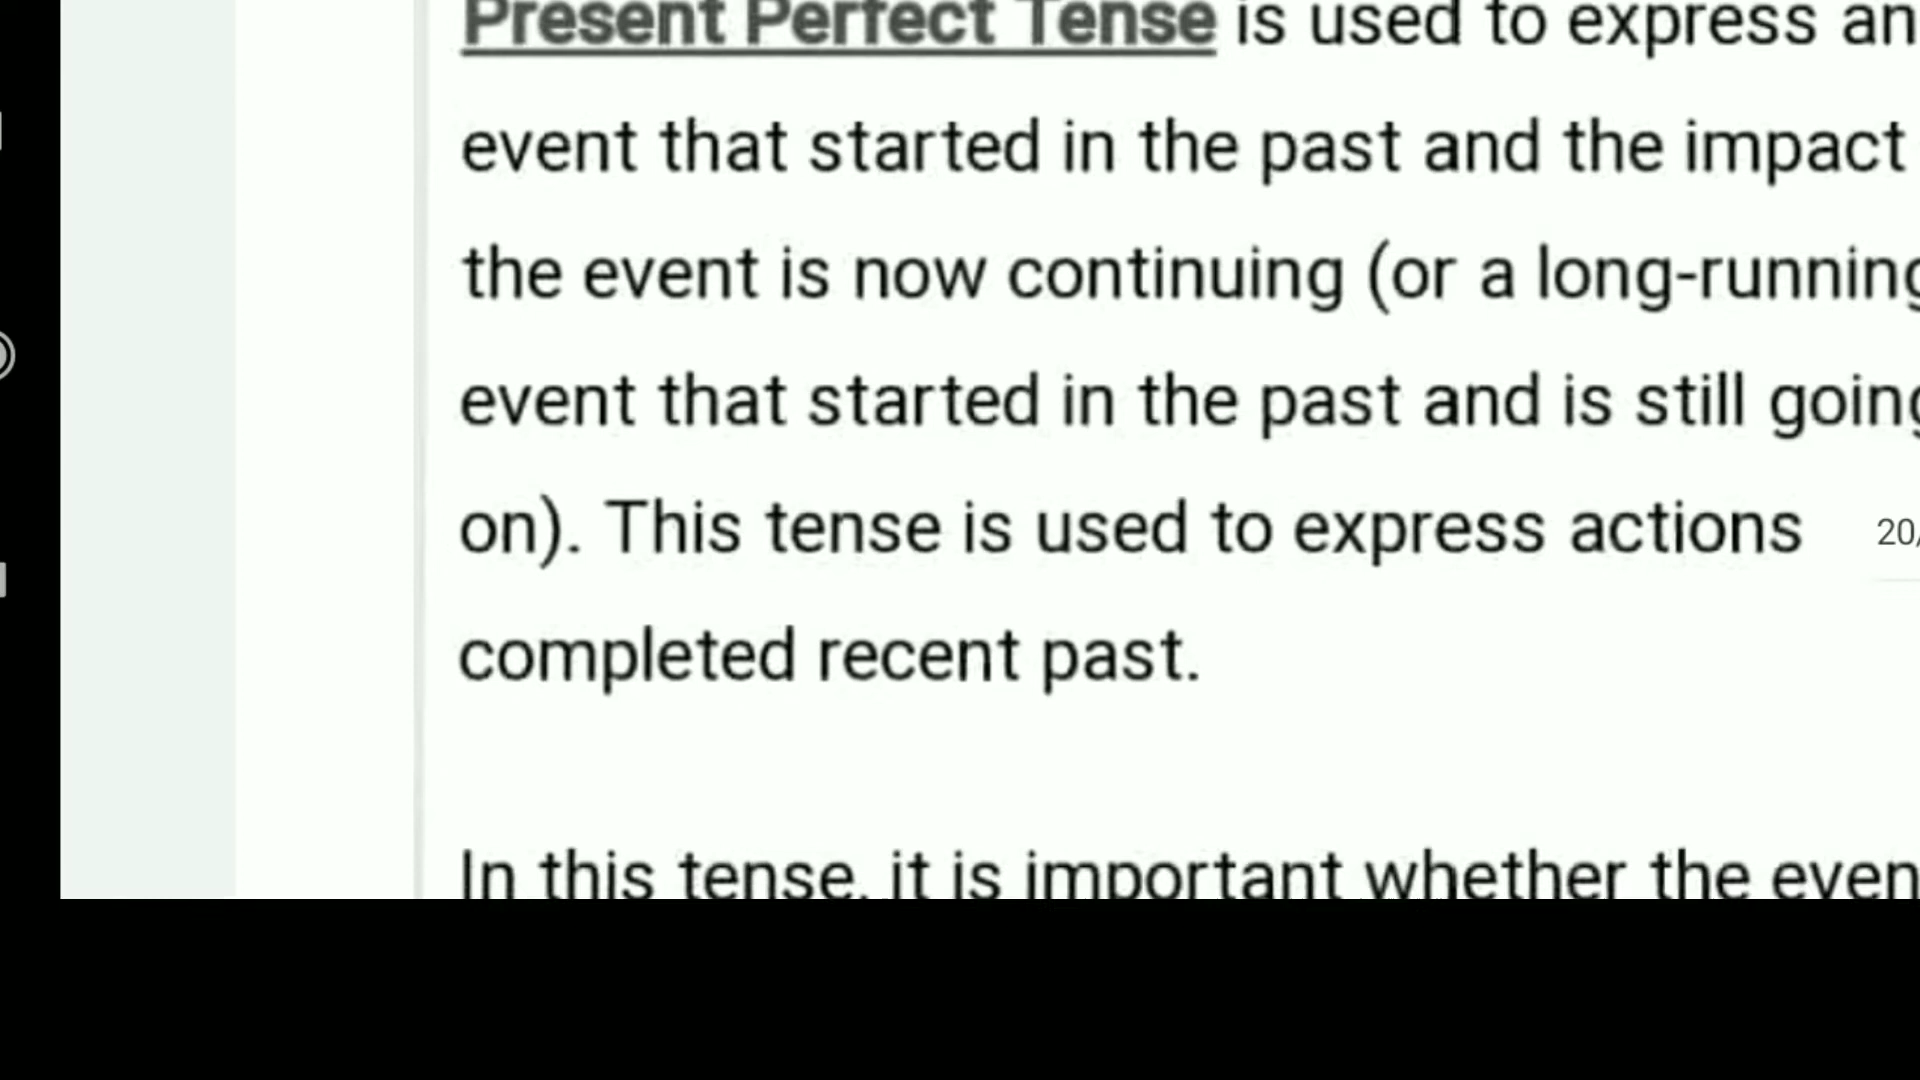 Present Perfect Tense is used to express an
event that started in the past and the impact
the event is now continuing (or a long-running
event that started in the past and is still going
on). This tense is used to express actions
20/
completed recent past.
In this tense, it is important whether the even